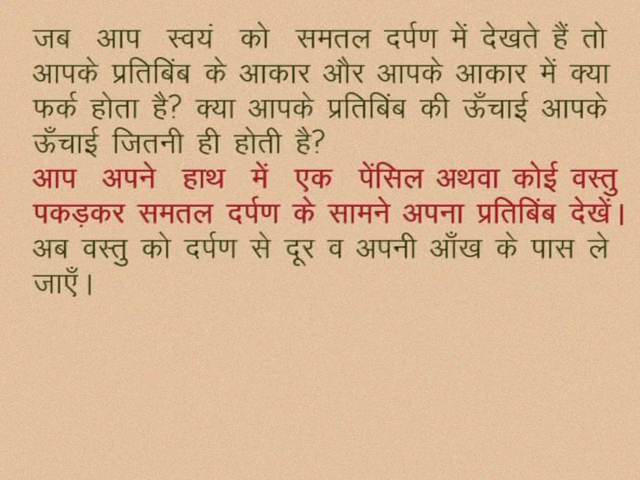 जब आप स्वयं को समतल दर्पण में देखते हैं तो
आपके प्रतिबिंब के आकार और आपके आकार में क्या
फर्क होता है? क्या आपके प्रतिबिंब की ऊँचाई आपके
ऊँचाई जितनी ही होती है?
आप अपने हाथ में एक पेंसिल अथवा कोई वस्तु
पकड़कर समतल दर्पण के सामने अपना प्रतिबिंब देखें।
अब वस्तु को दर्पण से दूर व अपनी आँख के पास ले
जाएँ।